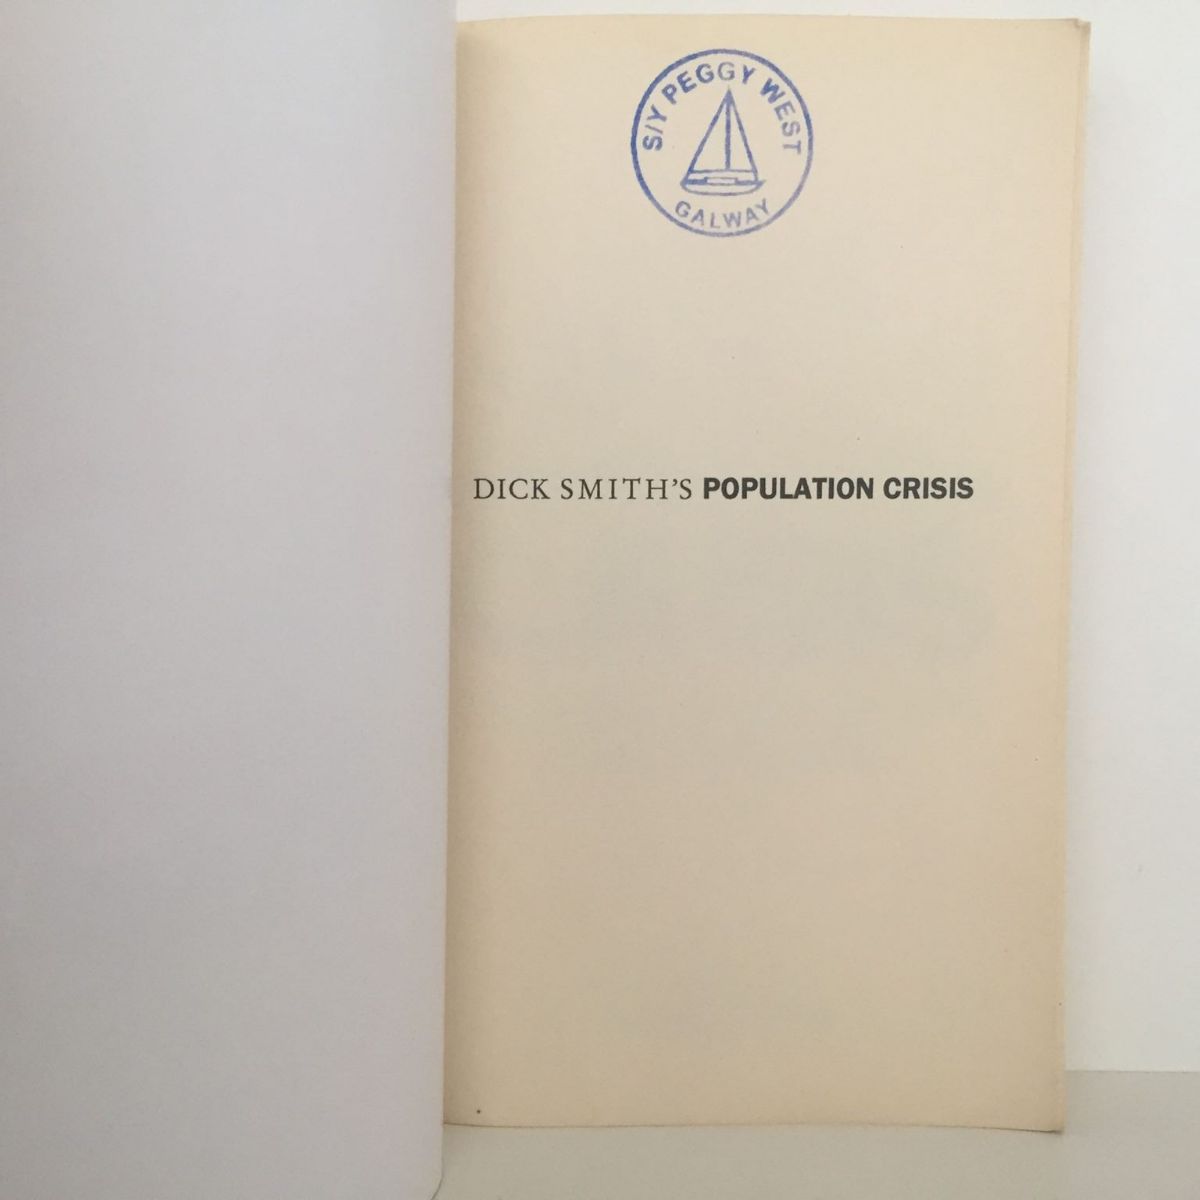 S/Y PEGGY WEST
GALWAY
DICK SMITH'S POPULATION CRISIS